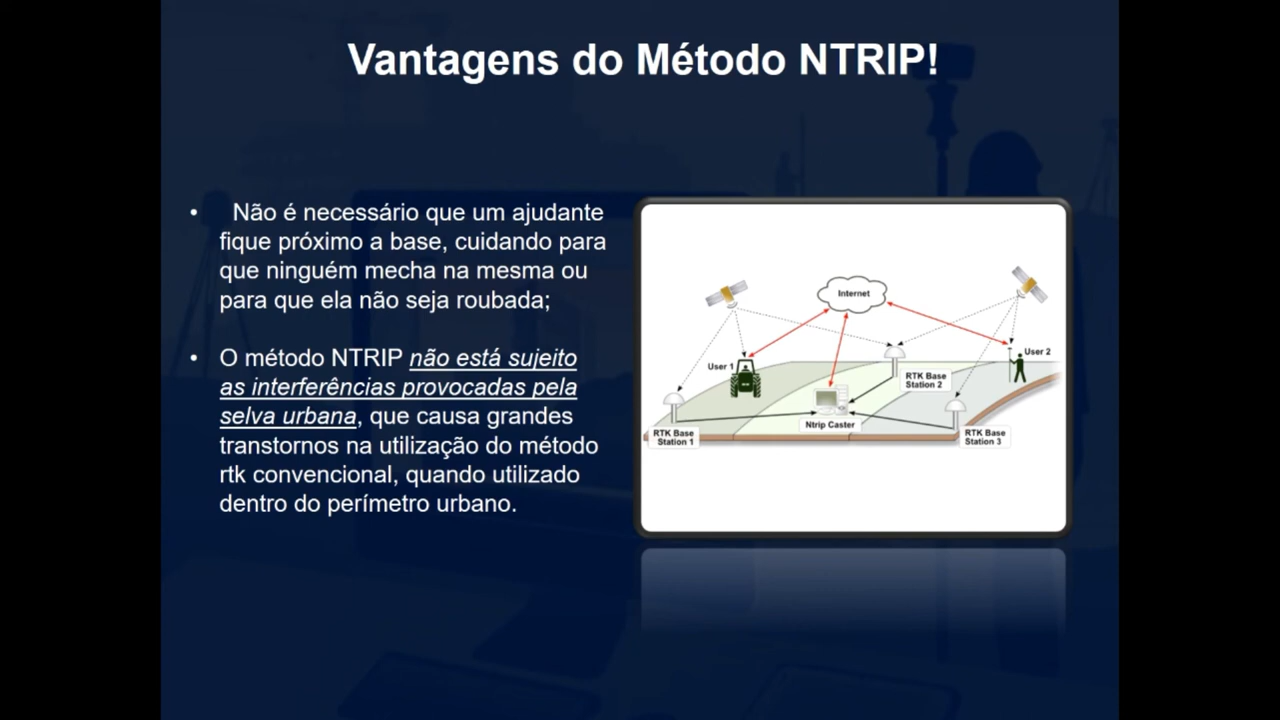 Vantagens do Método NTRIP!
• Não é necessário que um ajudante
fique próximo a base, cuidando para
que ninguém mecha na mesma ou
para que ela não seja roubada;
• O método NTRIP não está sujeito
as interferências provocadas pela
selva urbana, que causa grandes
transtornos na utilização do método
rtk convencional, quando utilizado
dentro do perímetro urbano.
Internet
User 1
User 2
RTK Base
Station 2
Ntrip Caster
RTK Base
Station 1
RTK Base
Station 3